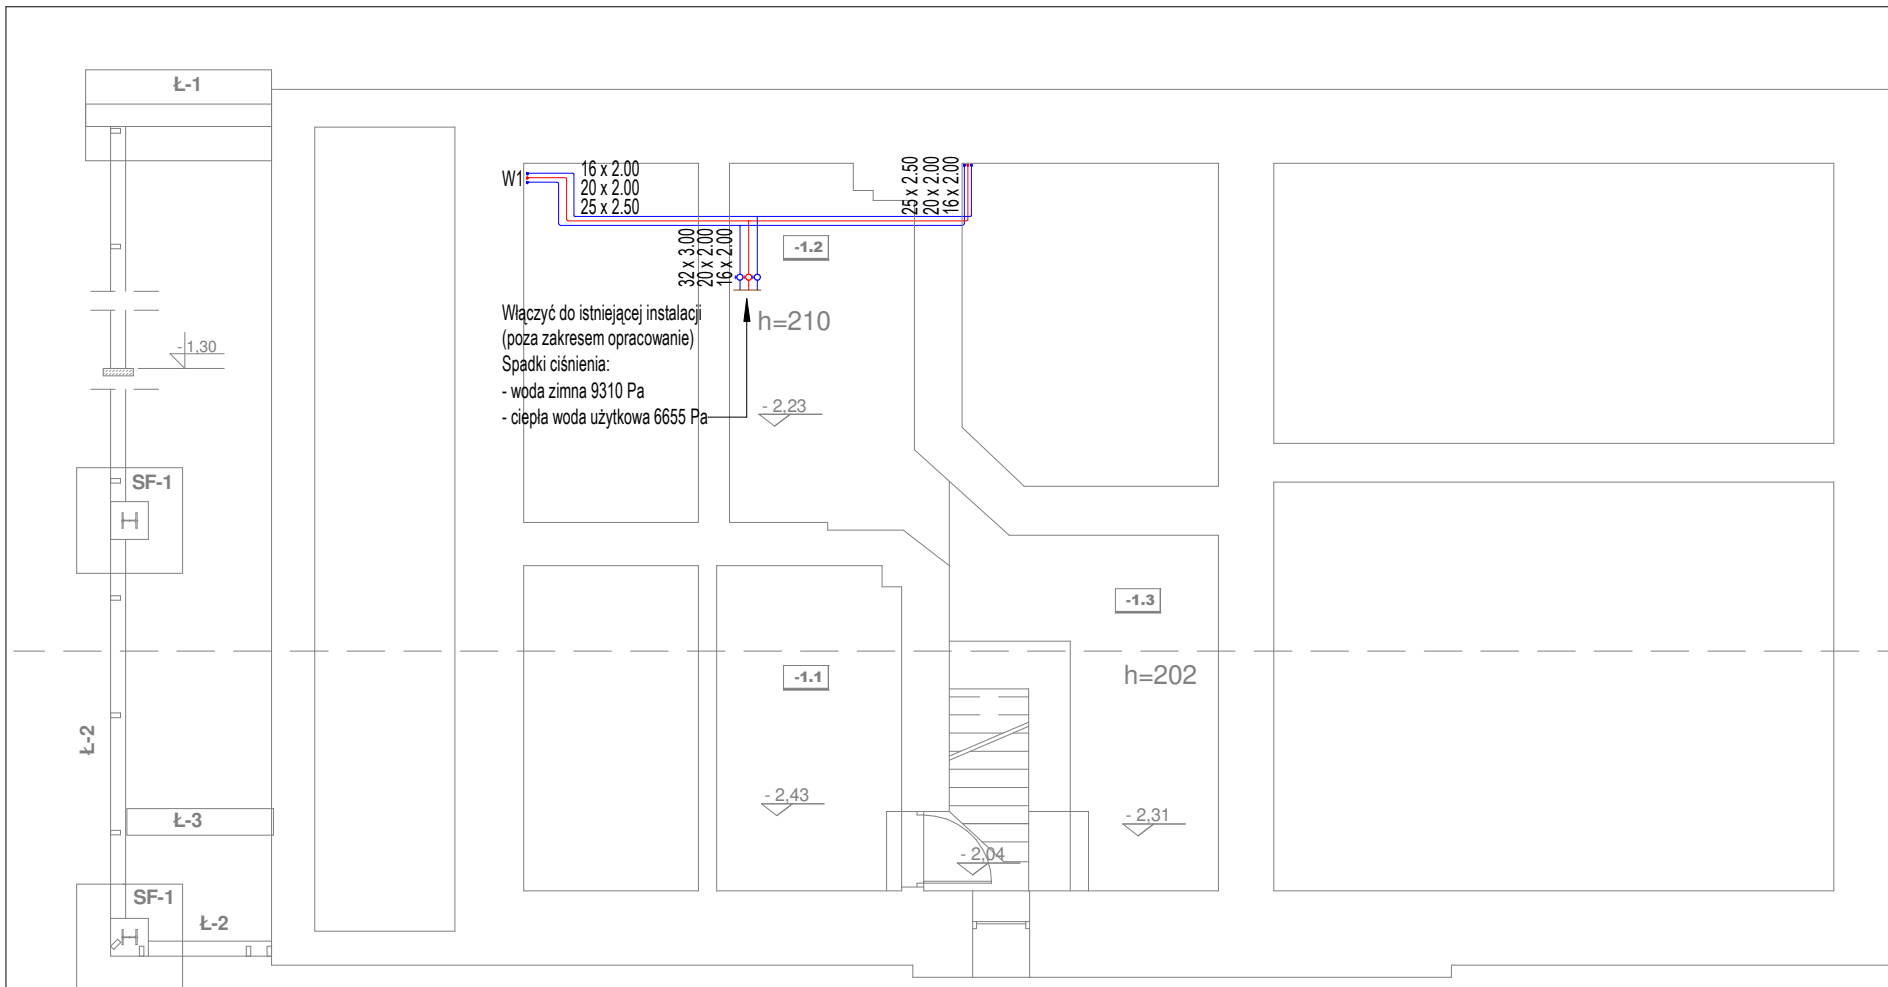 Ł-1
W1
16 x 2.00
20 x 2.00
25 x 2.50
25 x 2.50
20 x 2.00
16 x 2.00
32 x 3.00
20 x 2.00
16 x 2.00
-1.2
h=210
Włączyć do istniejącej instalacji
(poza zakresem opracowanie)
Spadki ciśnienia:
- woda zimna 9310 Pa
- ciepła woda użytkowa 6655 Pa
- 1,30
- 2,23
SF-1
-1.3
-1.1
h=202
Ł-2
- 2,43
Ł-3
- 2,31
- 2,04
SF-1
Ł-2